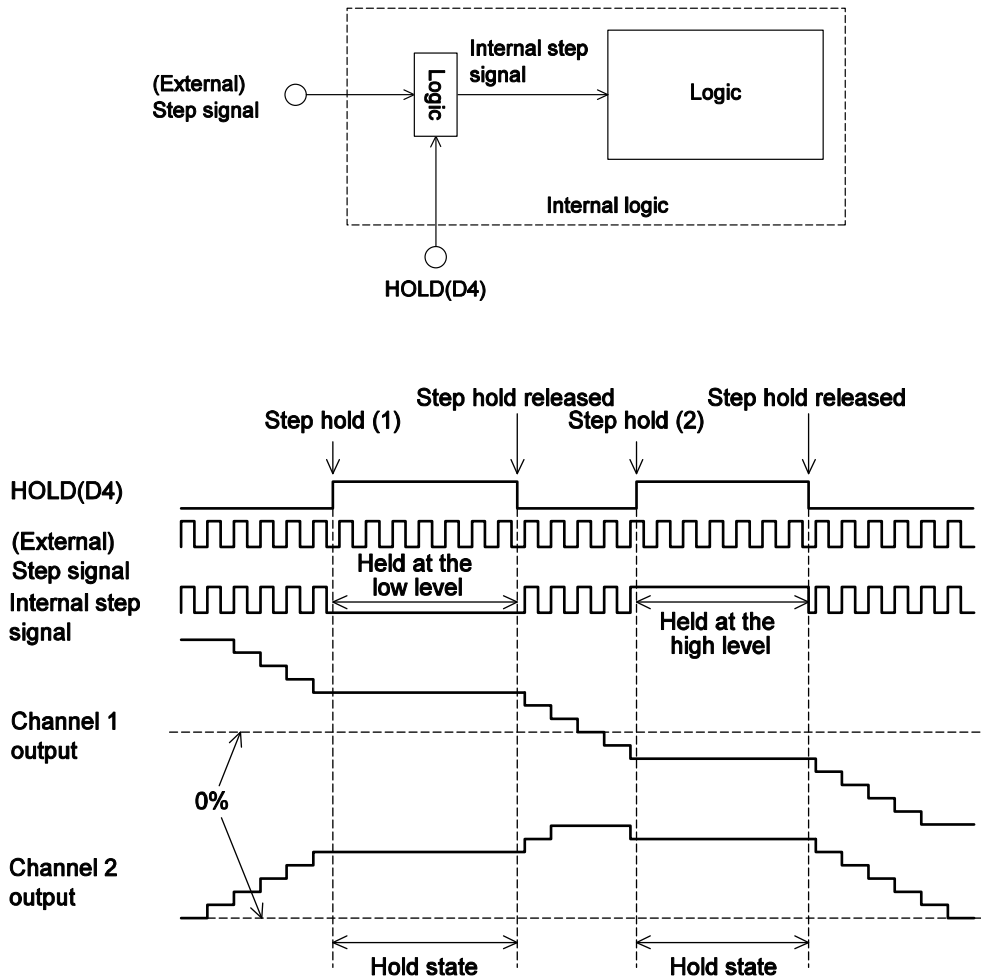 (External)
Step signal
Logic
Internal step
signal
Logic
Internal logic
HOLD(D4)
Step hold (1)
Step hold released
Step hold (2)
Step hold released
HOLD(D4)
(External)
Step signal
Held at the
low level
Internal step
signal
Held at the
high level
Channel 1
output
0%
Channel 2
output
Hold state
Hold state